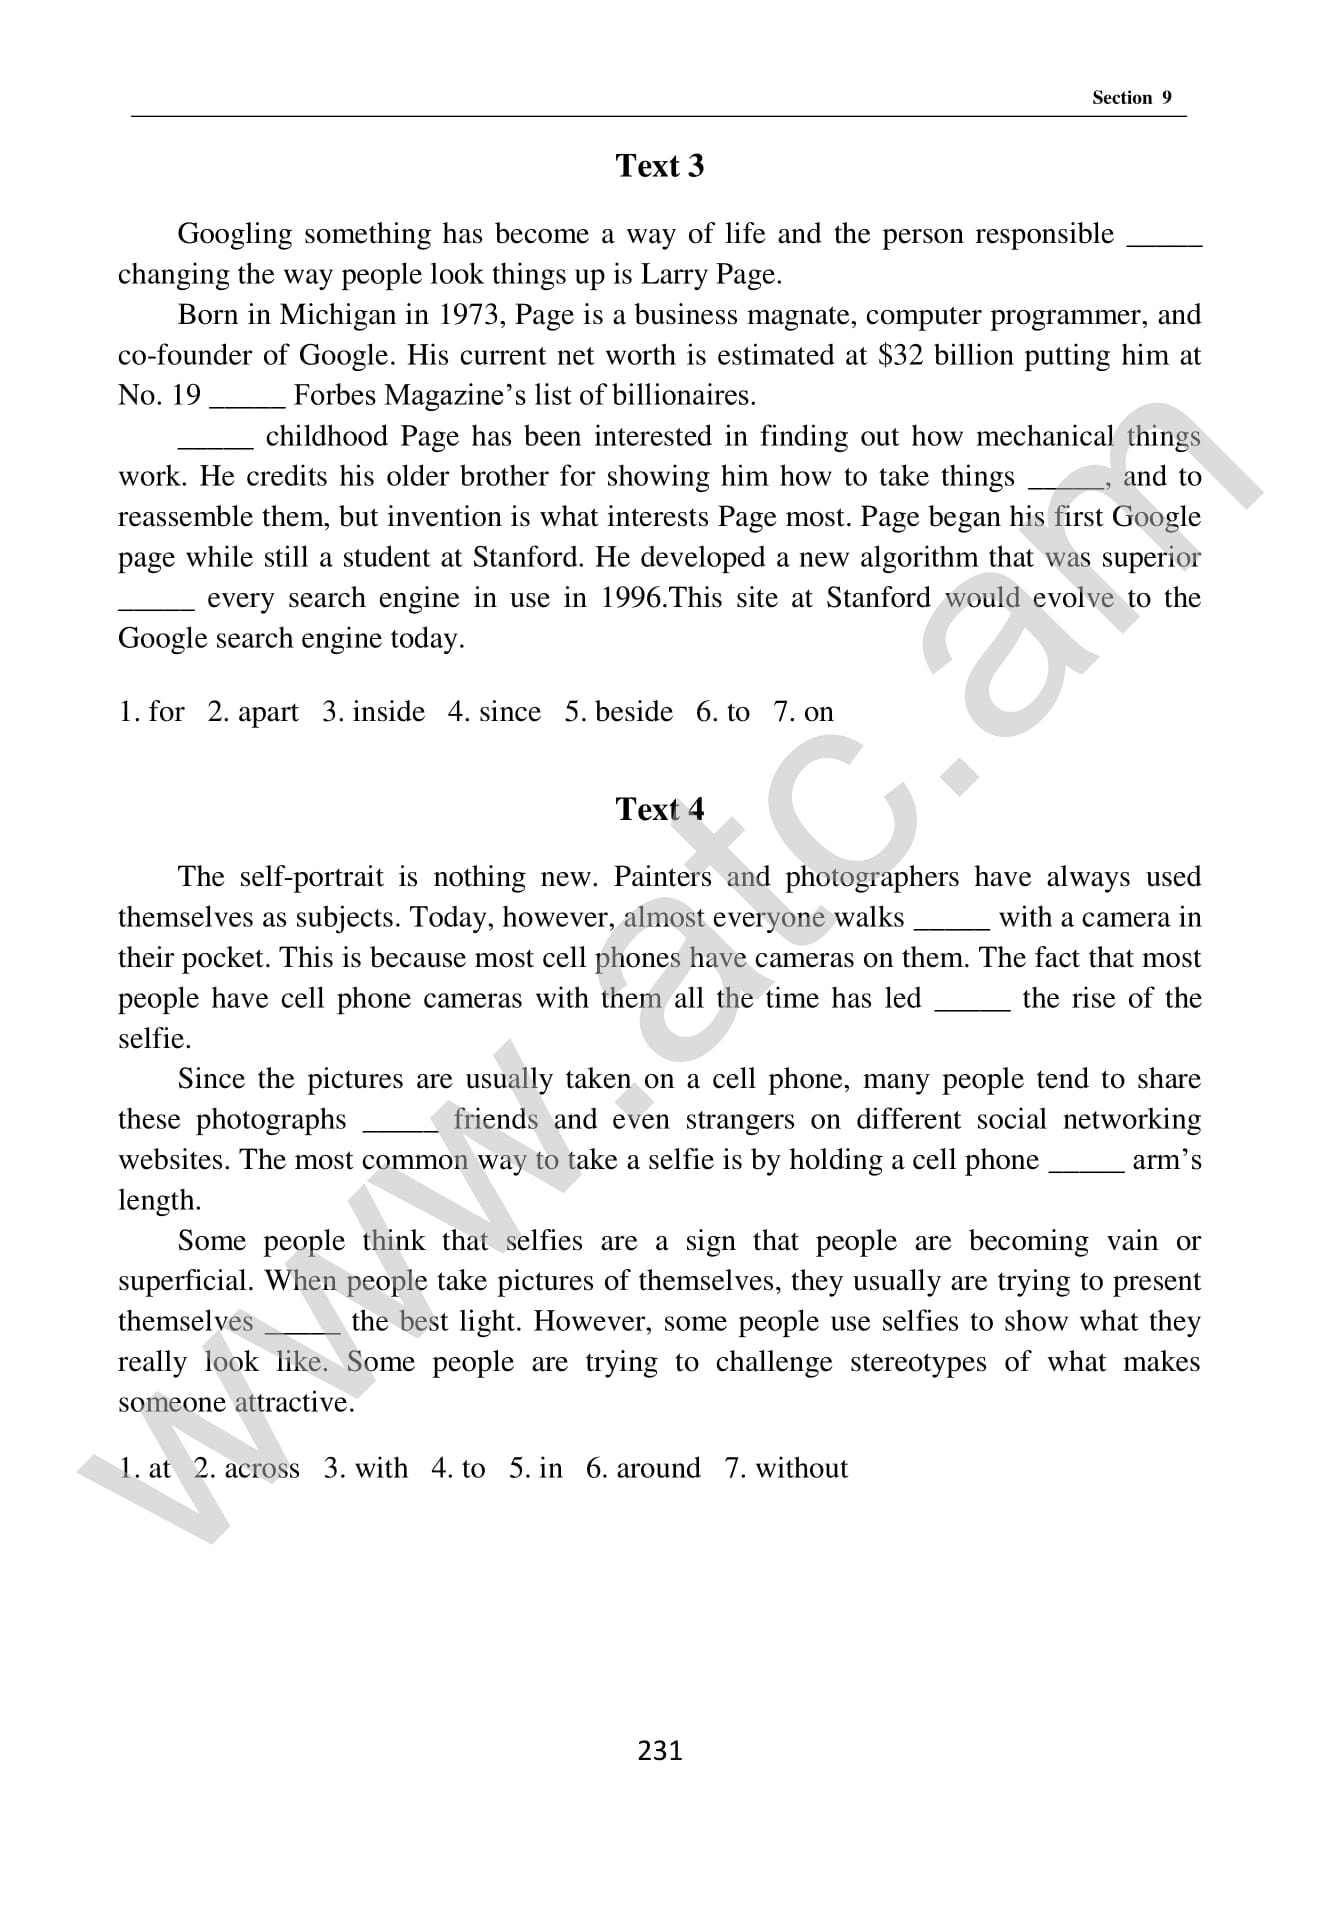 Section 9
Text 3
Googling something has become a way of life and the person responsible _____
changing the way people look things up is Larry Page.
Born in Michigan in 1973, Page is a business magnate, computer programmer, and
co-founder of Google. His current net worth is estimated at $32 billion putting him at
No. 19 _____ Forbes Magazine’s list of billionaires.
_____ childhood Page has been interested in finding out how mechanical things
work. He credits his older brother for showing him how to take things _____, and to
reassemble them, but invention is what interests Page most. Page began his first Google
page while still a student at Stanford. He developed a new algorithm that was superior
_____ every search engine in use in 1996.This site at Stanford would evolve to the
Google search engine today.
1. for 2. apart 3. inside 4. since 5. beside 6. to 7. on
Text 4
The self-portrait is nothing new. Painters and photographers have always used
themselves as subjects. Today, however, almost everyone walks _____ with a camera in
their pocket. This is because most cell phones have cameras on them. The fact that most
people have cell phone cameras with them all the time has led _____ the rise of the
selfie.
Since the pictures are usually taken on a cell phone, many people tend to share
these photographs _____ friends and even strangers on different social networking
websites. The most common way to take a selfie is by holding a cell phone _____ arm’s
length.
Some people think that selfies are a sign that people are becoming vain or
superficial. When people take pictures of themselves, they usually are trying to present
themselves _____ the best light. However, some people use selfies to show what they
really look like. Some people are trying to challenge stereotypes of what makes
someone attractive.
1. at 2. across 3. with 4. to 5. in 6. around 7. without
231
www.atc.am